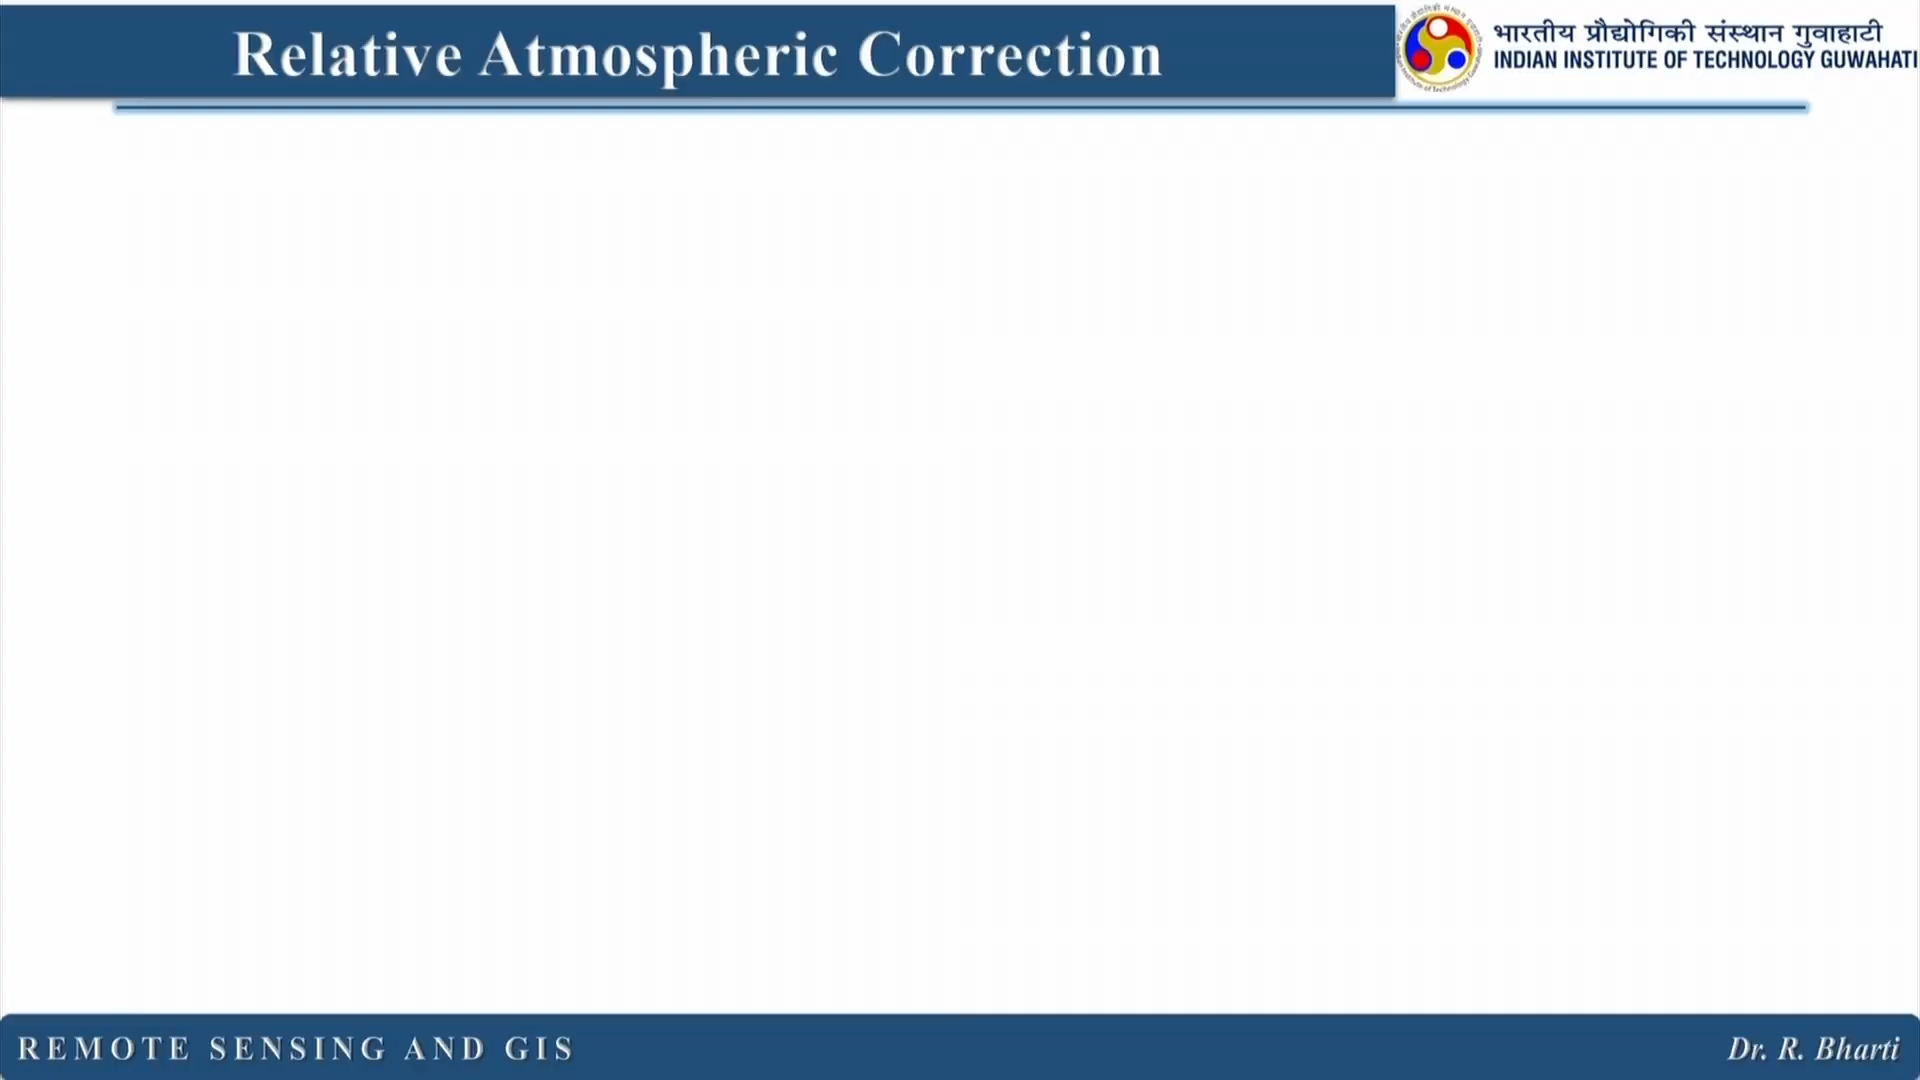 Relative Atmospheric Correction
भारतीय प्रौद्योगिकी संस्थान गुवाहाटी
INDIAN INSTITUTE OF TECHNOLOGY GUWAHATI
REMOTE SENSING AND GIS
Dr. R. Bharti